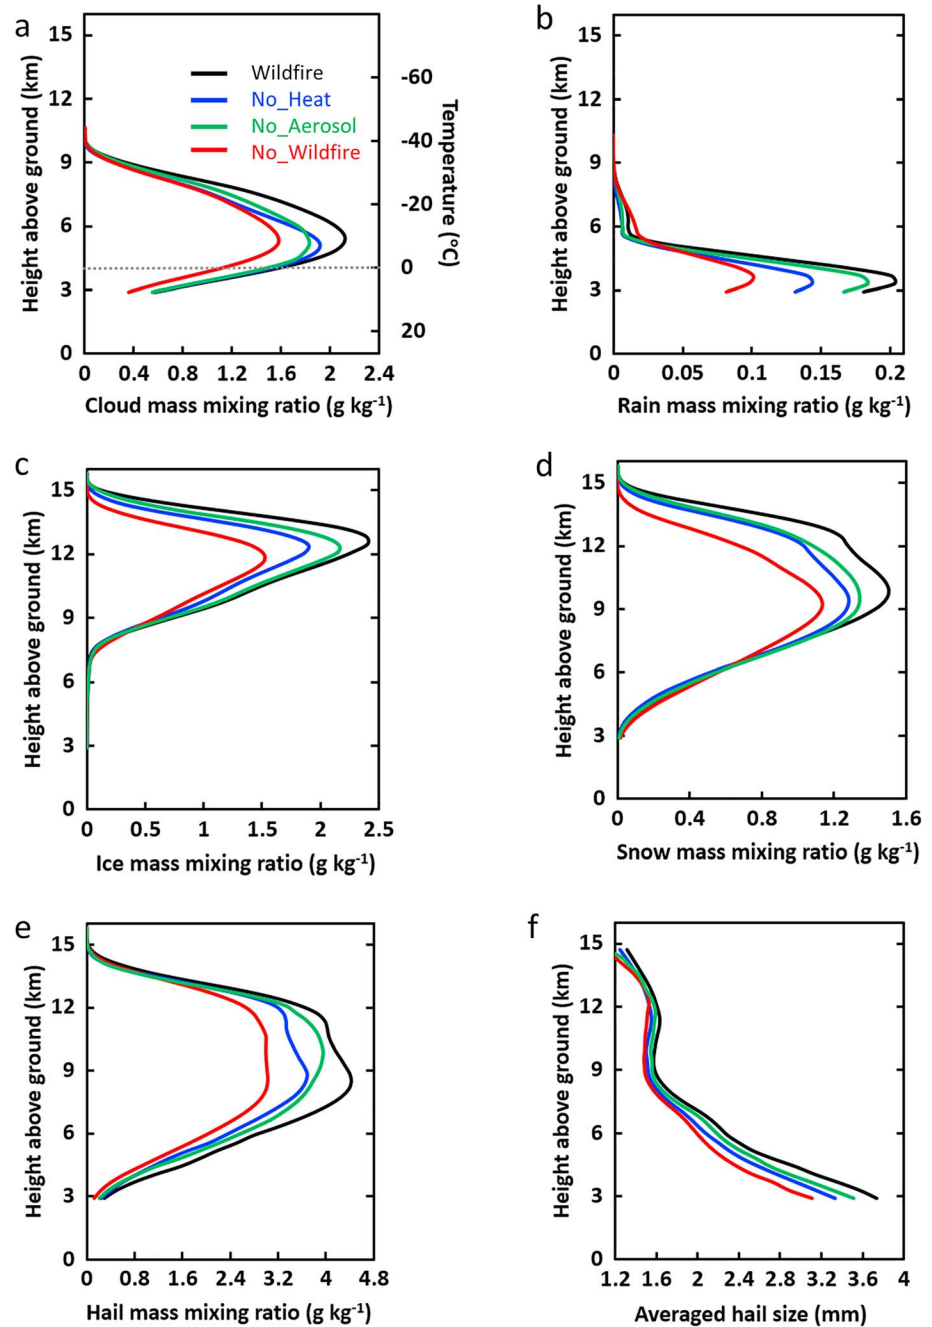 a
15
12
9
6
3
0
Height above ground (km)
Wildfire
No_Heat
No_Aerosol
No_Wildfire
-60
-40
-20
0
20
Temperature (°C)
0 0.4 0.8 1.2 1.6 2 2.4
Cloud mass mixing ratio (g kg⁻¹)
b
15
12
9
6
3
0
Height above ground (km)
0 0.05 0.1 0.15 0.2
Rain mass mixing ratio (g kg⁻¹)
c
15
12
9
6
3
0
Height above ground (km)
0 0.5 1 1.5 2 2.5
Ice mass mixing ratio (g kg⁻¹)
d
15
12
9
6
3
0
Height above ground (km)
0 0.4 0.8 1.2 1.6
Snow mass mixing ratio (g kg⁻¹)
e
15
12
9
6
3
0
Height above ground (km)
0 0.8 1.6 2.4 3.2 4 4.8
Hail mass mixing ratio (g kg⁻¹)
f
15
12
9
6
3
0
Height above ground (km)
1.2 1.6 2 2.4 2.8 3.2 3.6 4
Averaged hail size (mm)